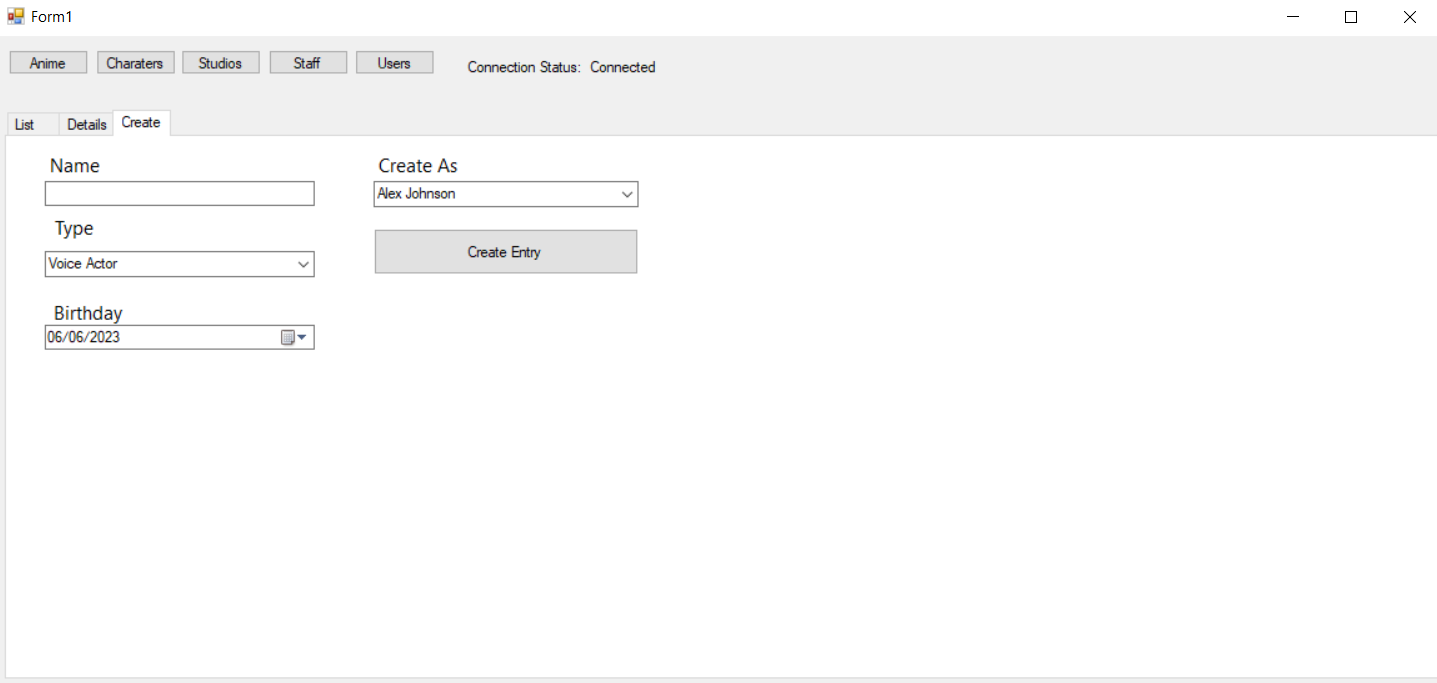 Form1
Anime Charaters Studios Staff Users Connection Status: Connected
List Details Create
Name Create As
Alex Johnson
Type
Voice Actor Create Entry
Birthday
06/06/2023